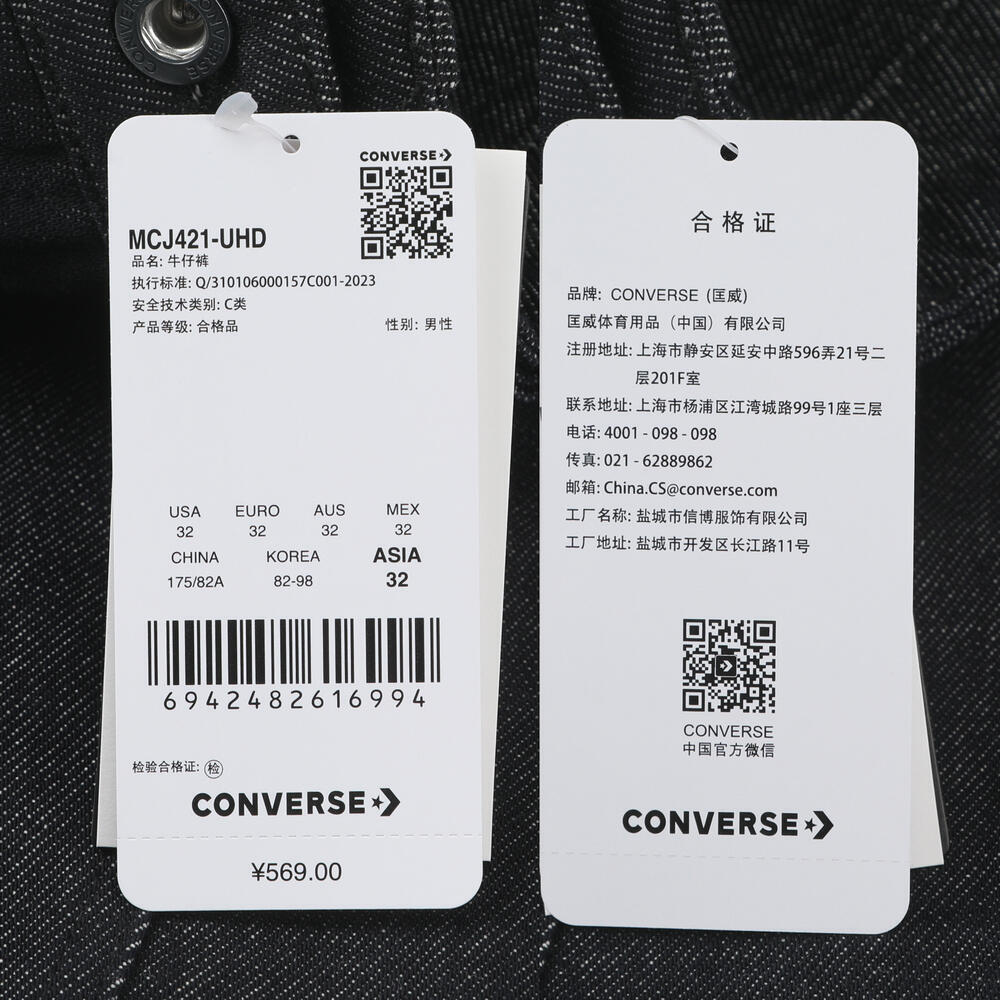 CONVERSE
CONVERSE
MCJ421-UHD
品名: 牛仔裤
执行标准: Q/310106000157C001-2023
安全技术类别: C类
产品等级: 合格品 性别: 男性
USA EURO AUS MEX
32 32 32 32
CHINA KOREA ASIA
175/82A 82-98 32
6942482616994
检验合格证: 检
CONVERSE
¥569.00
合格证
品牌: CONVERSE (匡威)
匡威体育用品（中国）有限公司
注册地址: 上海市静安区延安中路596弄21号二
层201F室
联系地址: 上海市杨浦区江湾城路99号1座三层
电话: 4001 - 098 - 098
传真: 021 - 62889862
邮箱: China.CS@converse.com
工厂名称: 盐城市信博服饰有限公司
工厂地址: 盐城市开发区长江路11号
CONVERSE
中国官方微信
CONVERSE